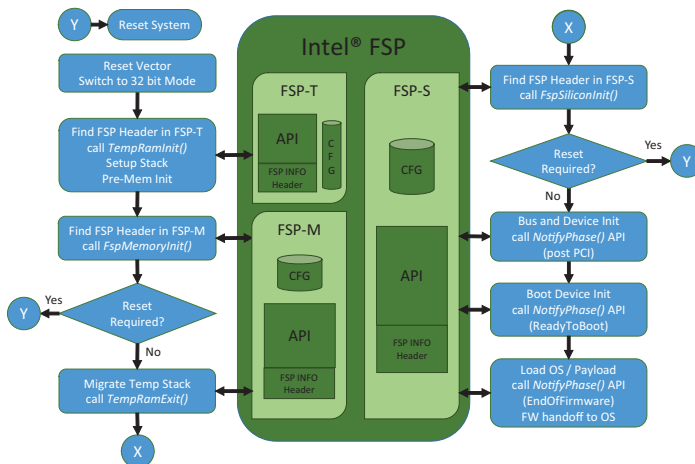 Y
Reset System
Reset Vector
Switch to 32 bit Mode
Find FSP Header in FSP-T
call TempRamInit()
Setup Stack
Pre-Mem Init
Find FSP Header in FSP-M
call FspMemoryInit()
Yes
Y
Reset
Required?
No
Migrate Temp Stack
call TempRamExit()
X
Intel® FSP
FSP-T
API
FSP INFO
Header
C
F
G
FSP-M
CFG
API
FSP INFO
Header
FSP-S
CFG
API
FSP INFO
Header
X
Find FSP Header in FSP-S
call FspSiliconInit()
Reset
Required?
Yes
Y
No
Bus and Device Init
call NotifyPhase() API
(post PCI)
Boot Device Init
call NotifyPhase() API
(ReadyToBoot)
Load OS / Payload
call NotifyPhase() API
(EndOfFirmware)
FW handoff to OS